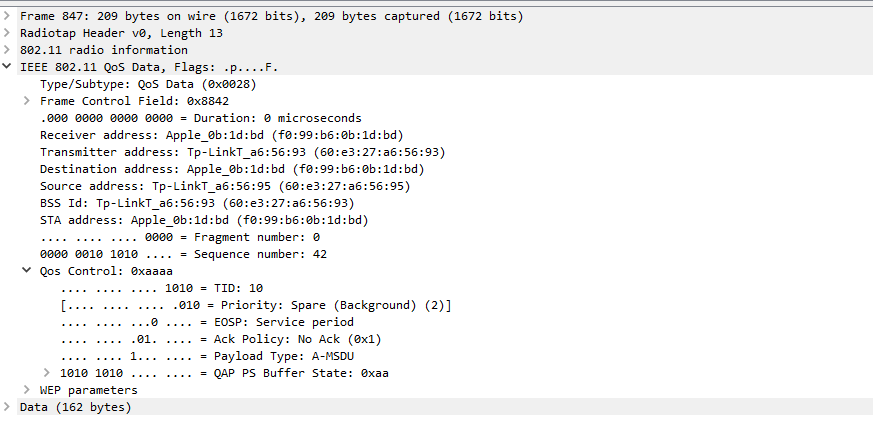 Frame 847: 209 bytes on wire (1672 bits), 209 bytes captured (1672 bits)
Radiotap Header v0, Length 13
802.11 radio information
IEEE 802.11 QoS Data, Flags: .p....F.
Type/Subtype: QoS Data (0x0028)
Frame Control Field: 0x8842
.000 0000 0000 0000 = Duration: 0 microseconds
Receiver address: Apple_0b:1d:bd (f0:99:b6:0b:1d:bd)
Transmitter address: Tp-LinkT_a6:56:93 (60:e3:27:a6:56:93)
Destination address: Apple_0b:1d:bd (f0:99:b6:0b:1d:bd)
Source address: Tp-LinkT_a6:56:95 (60:e3:27:a6:56:95)
BSS Id: Tp-LinkT_a6:56:93 (60:e3:27:a6:56:93)
STA address: Apple_0b:1d:bd (f0:99:b6:0b:1d:bd)
.... .... .... 0000 = Fragment number: 0
0000 0010 1010 .... = Sequence number: 42
Qos Control: 0xaaaa
.... .... .... 1010 = TID: 10
[.... .... .... .010 = Priority: Spare (Background) (2)]
.... .... ...0 .... = EOSP: Service period
.... .... .01. .... = Ack Policy: No Ack (0x1)
.... .... 1... .... = Payload Type: A-MSDU
1010 1010 .... .... = QAP PS Buffer State: 0xaa
WEP parameters
Data (162 bytes)